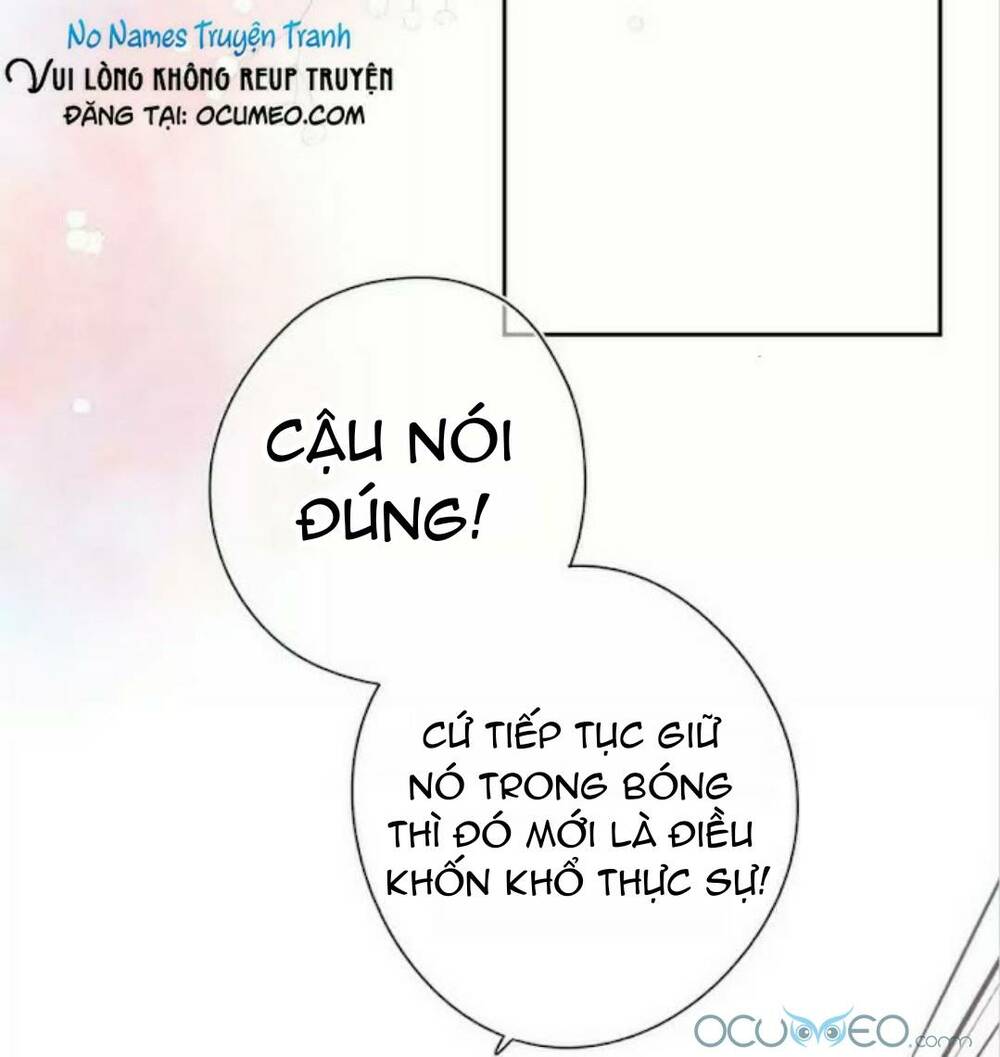 No Names Truyện Tranh
VUI LÒNG KHÔNG REUP TRUYỆN
ĐĂNG TẠI: OCUMEO.COM
CẬU NÓI
ĐÚNG!
CỨ TIẾP TỤC GIỮ
NÓ TRONG BÓNG
THÌ ĐÓ MỚI LÀ ĐIỀU
KHỐN KHỔ THỰC SỰ!
OCUMEO.com